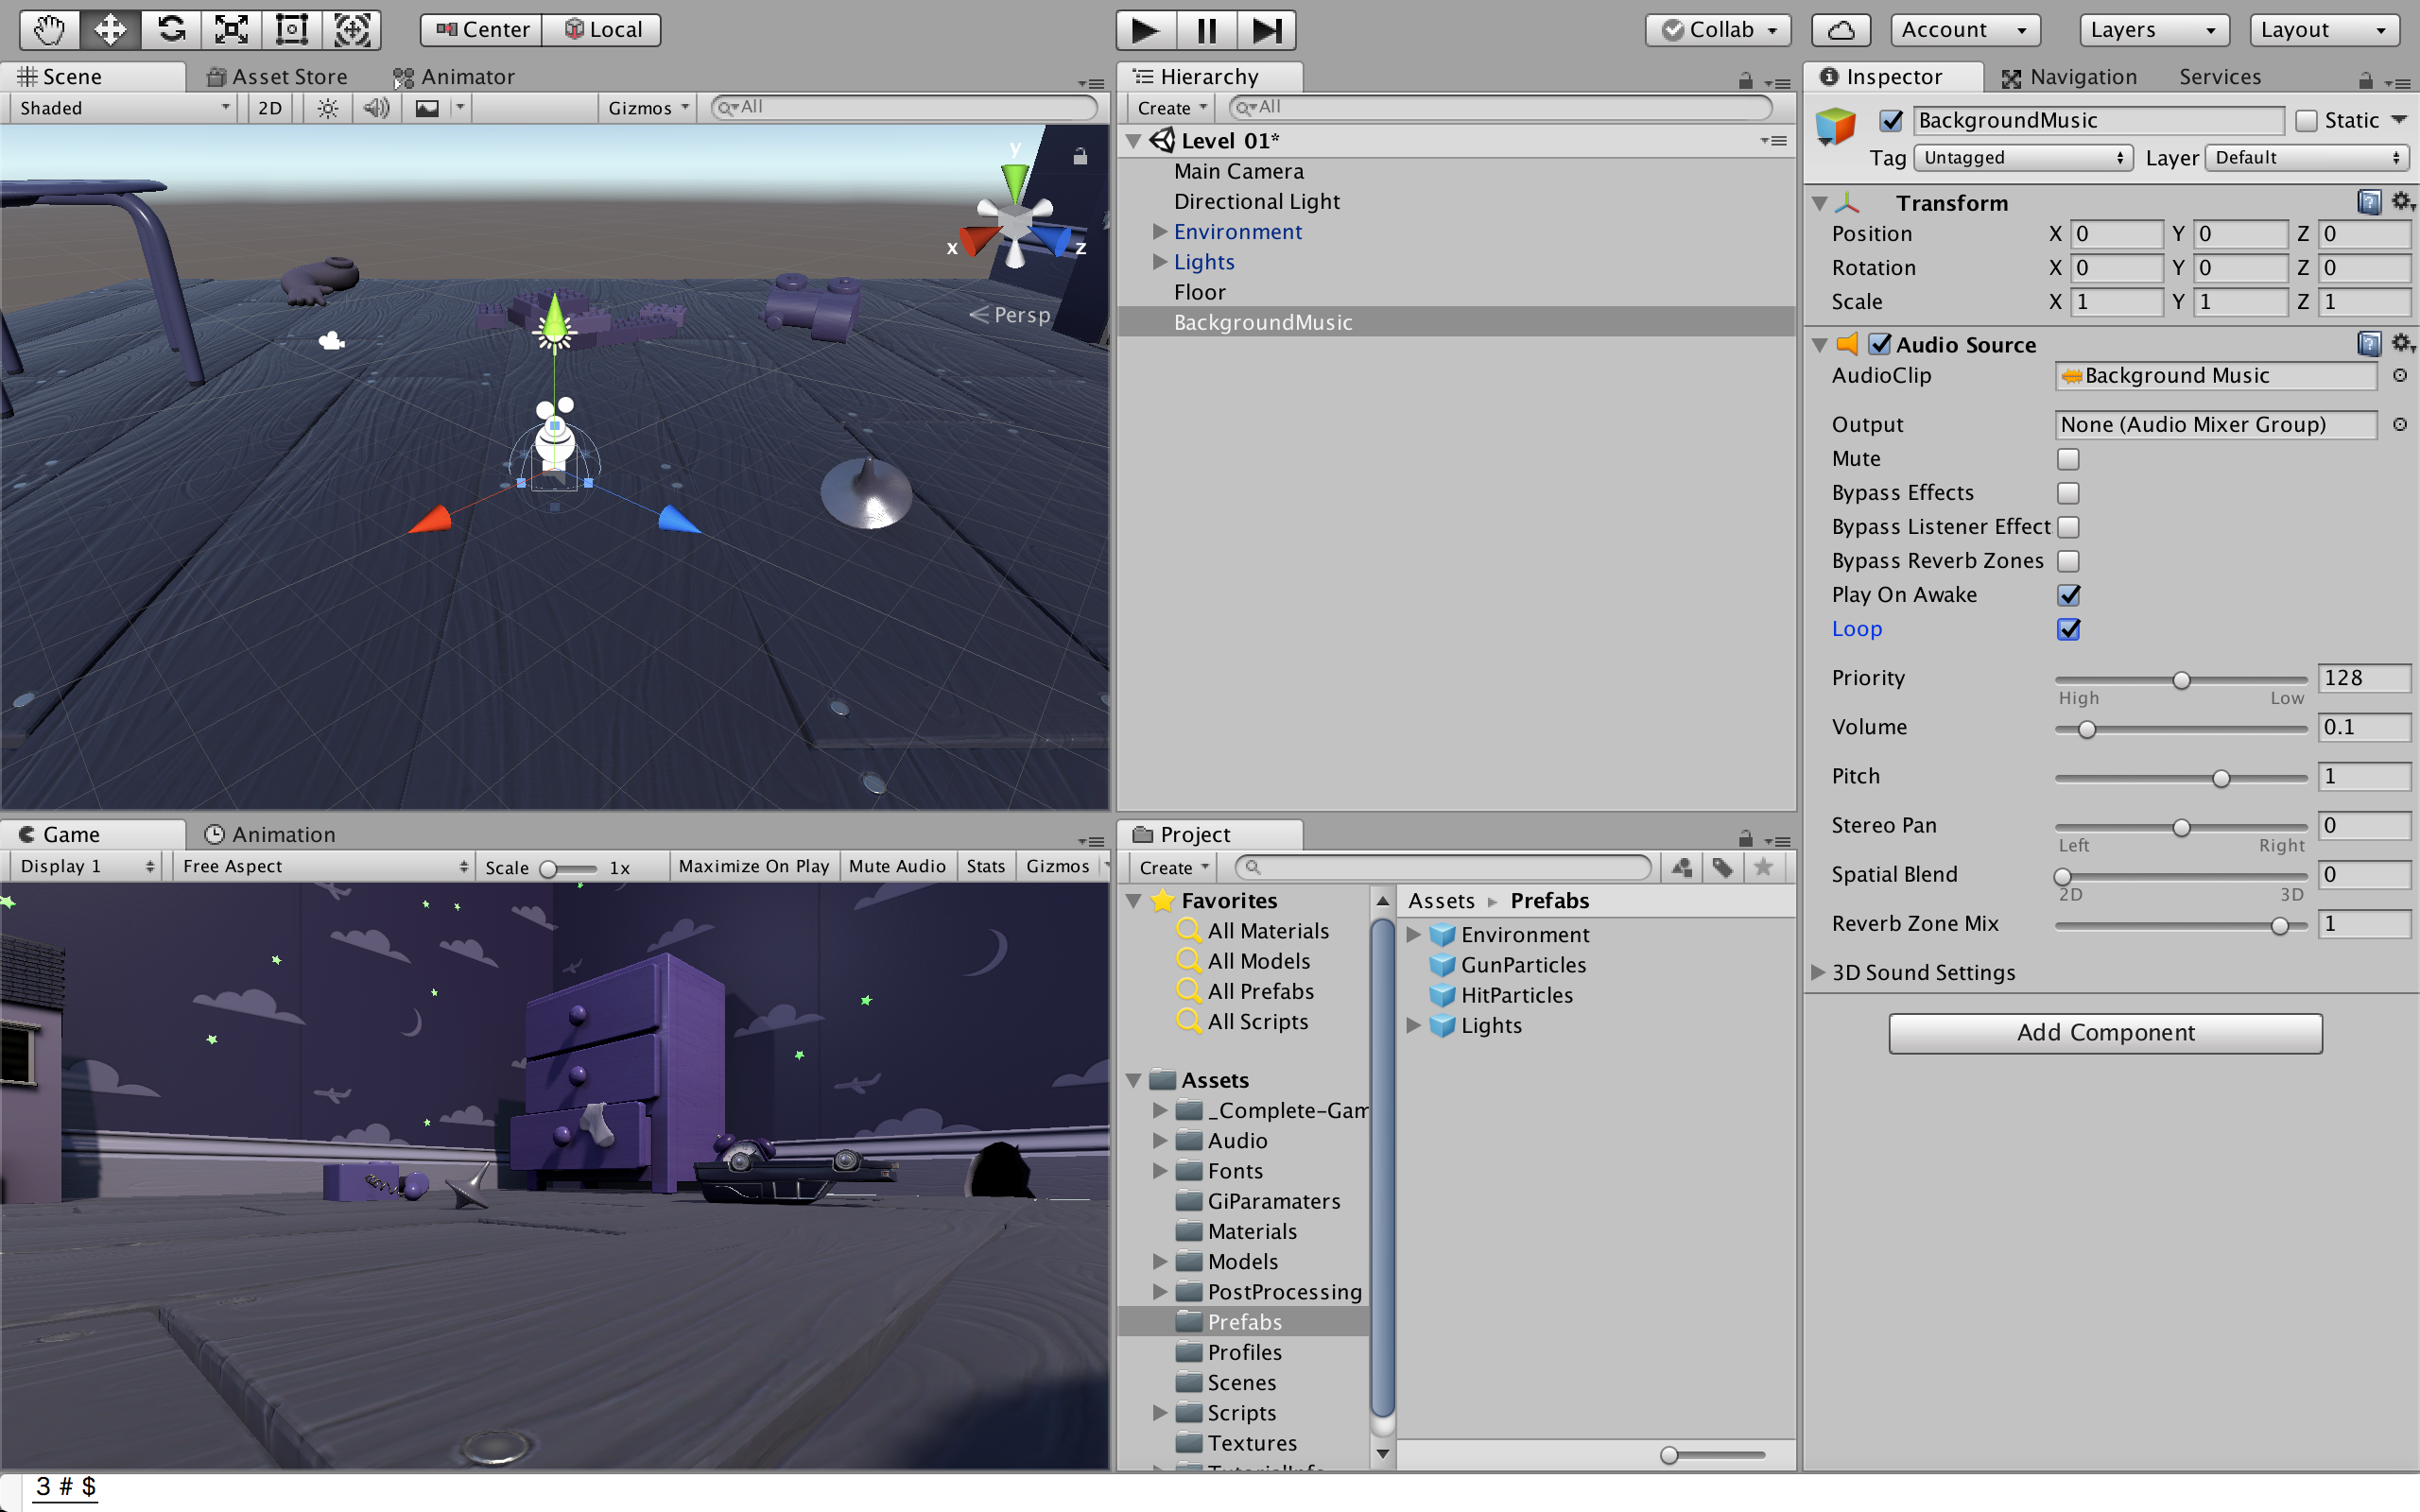 Center Local Collab Account Layers Layout
Scene Asset Store Animator
Shaded 2D Gizmos All
y
x z
Persp
Hierarchy
Create All
Level 01*
Main Camera
Directional Light
Environment
Lights
Floor
BackgroundMusic
Inspector Navigation Services
BackgroundMusic Static
Tag Untagged Layer Default
Transform
Position X 0 Y 0 Z 0
Rotation X 0 Y 0 Z 0
Scale X 1 Y 1 Z 1
Audio Source
AudioClip Background Music
Output None (Audio Mixer Group)
Mute
Bypass Effects
Bypass Listener Effect
Bypass Reverb Zones
Play On Awake
Loop
Priority 128
High Low
Volume 0.1
Pitch 1
Stereo Pan 0
Left Right
Spatial Blend 0
2D 3D
Reverb Zone Mix 1
3D Sound Settings
Add Component
Game Animation
Display 1 Free Aspect Scale 1x Maximize On Play Mute Audio Stats Gizmos
Project
Create
Favorites
All Materials
All Models
All Prefabs
All Scripts
Assets
_Complete-Gam
Audio
Fonts
GiParamaters
Materials
Models
PostProcessing
Prefabs
Profiles
Scenes
Scripts
Textures
Assets Prefabs
Environment
GunParticles
HitParticles
Lights
3 # $